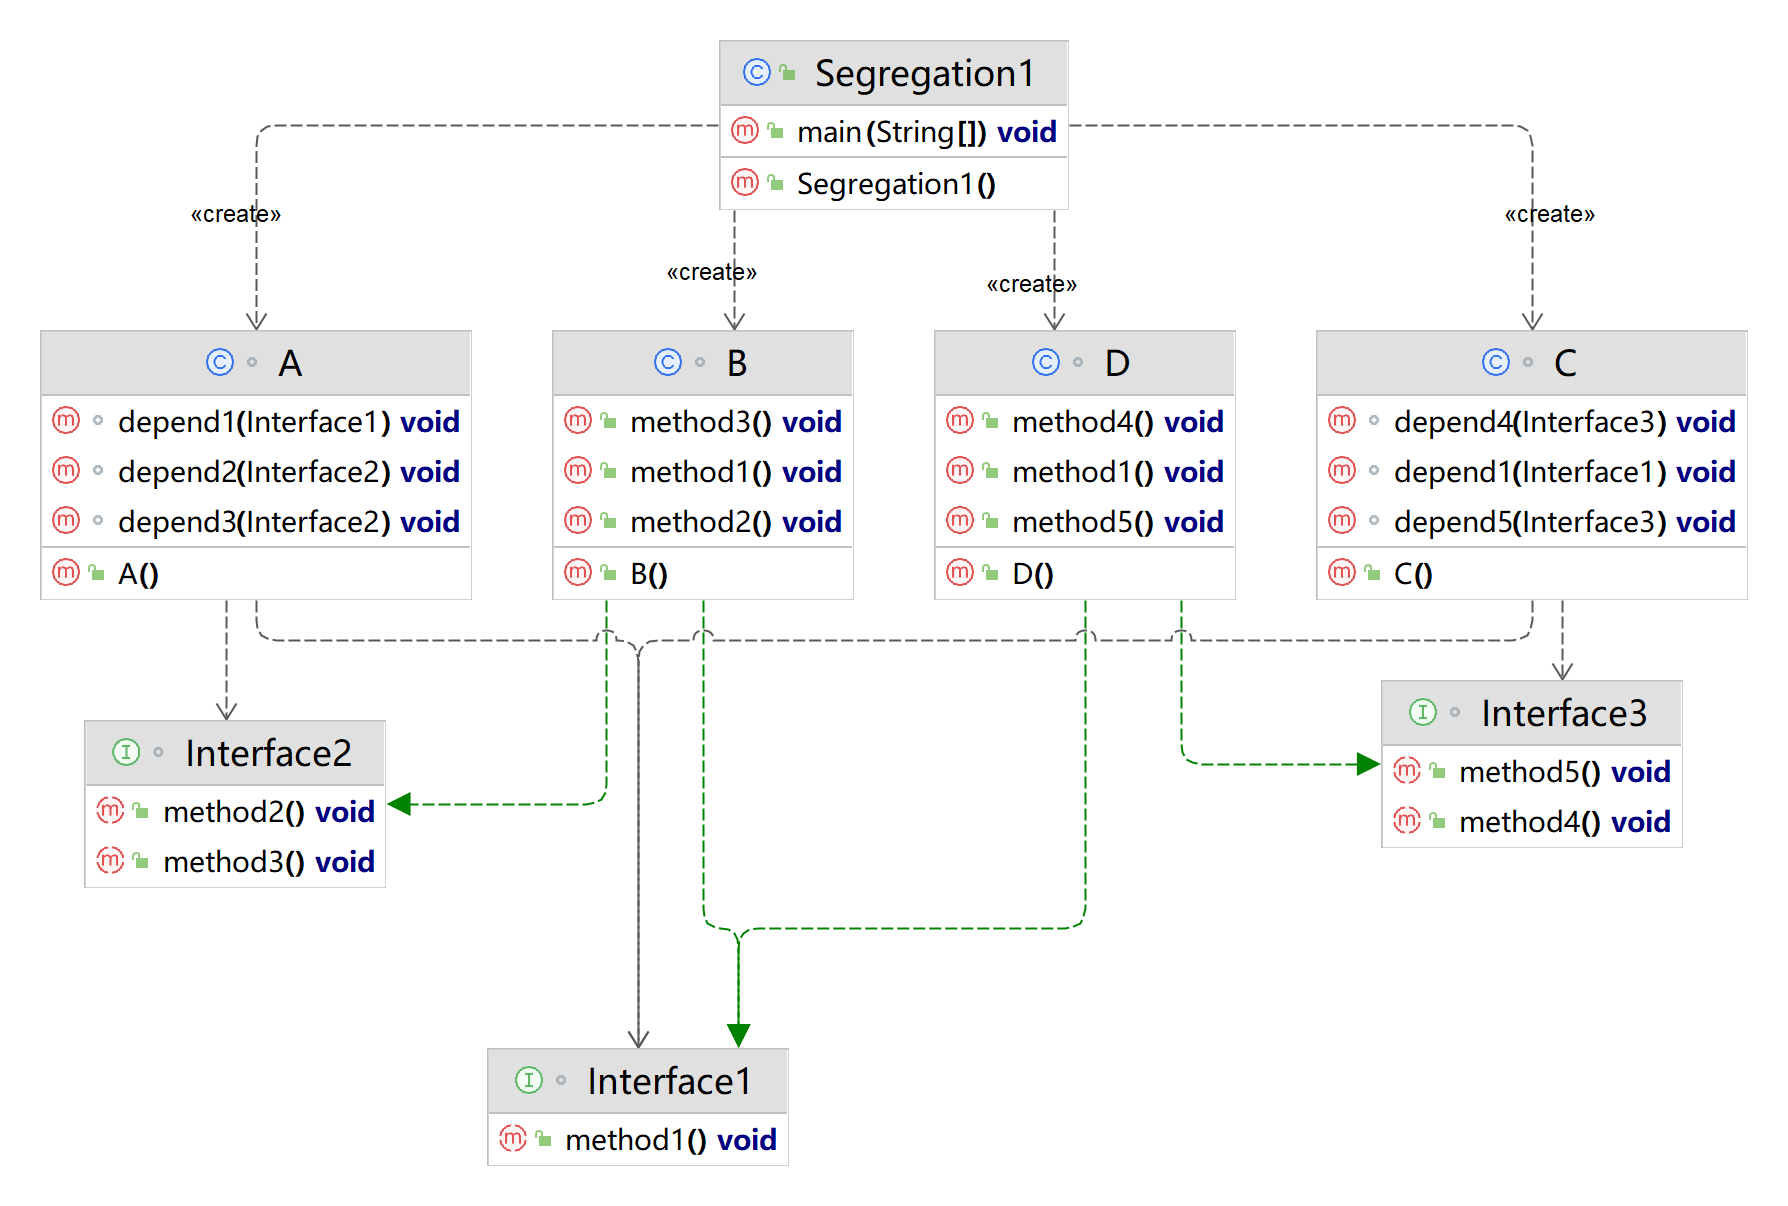 Segregation1
main(String[]) void
Segregation1()
«create»
«create»
«create»
«create»
A
depend1(Interface1) void
depend2(Interface2) void
depend3(Interface2) void
A()
B
method3() void
method1() void
method2() void
B()
D
method4() void
method1() void
method5() void
D()
C
depend4(Interface3) void
depend1(Interface1) void
depend5(Interface3) void
C()
Interface2
method2() void
method3() void
Interface3
method5() void
method4() void
Interface1
method1() void